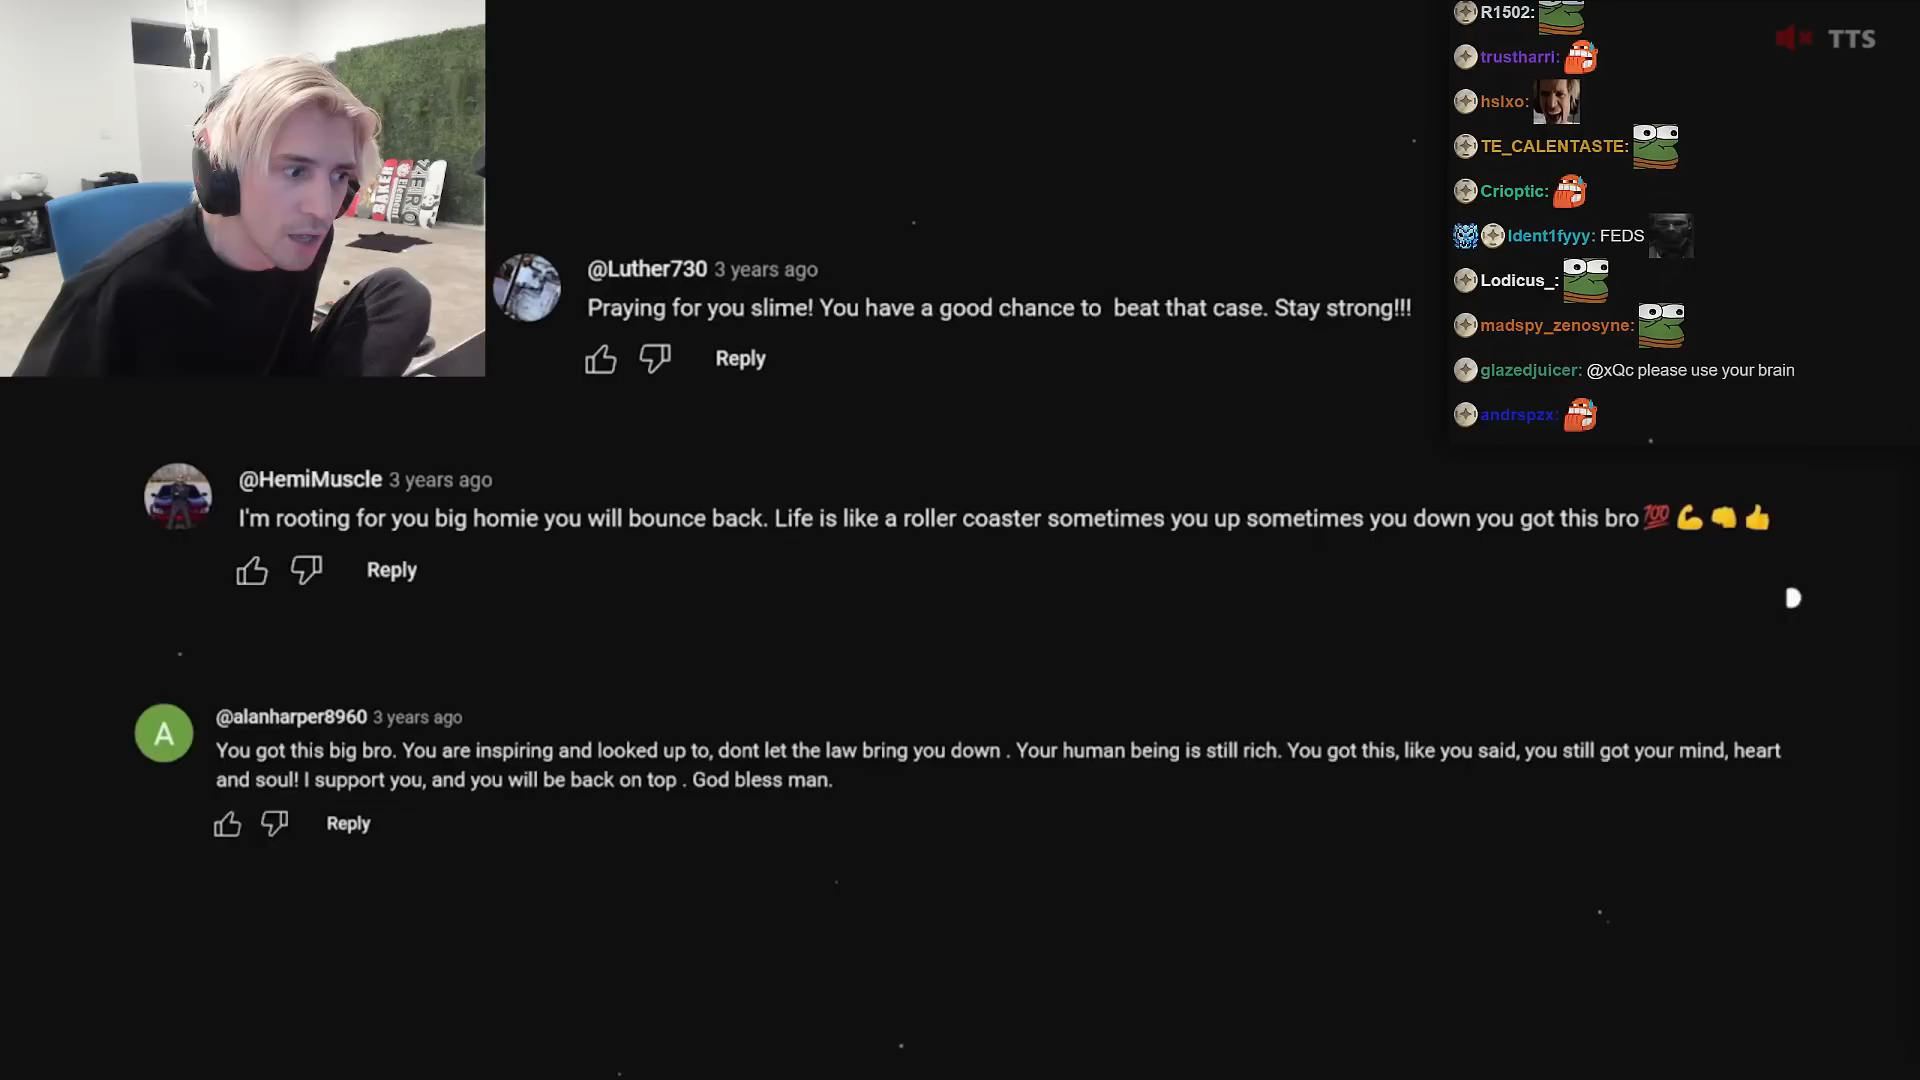 R1502:
TTS
trustharri:
hslxo:
TE_CALENTASTE:
Crioptic:
Ident1fyyy: FEDS
Lodicus_:
madspy_zenosyne:
glazedjuicer: @xQc please use your brain
andrspzx:
BAKER
Element
ZERO
@Luther730 3 years ago
Praying for you slime! You have a good chance to  beat that case. Stay strong!!!
Reply
@HemiMuscle 3 years ago
I'm rooting for you big homie you will bounce back. Life is like a roller coaster sometimes you up sometimes you down you got this bro💯💪👊👍
Reply
A
@alanharper8960 3 years ago
You got this big bro. You are inspiring and looked up to, dont let the law bring you down . Your human being is still rich. You got this, like you said, you still got your mind, heart
and soul! I support you, and you will be back on top . God bless man.
Reply